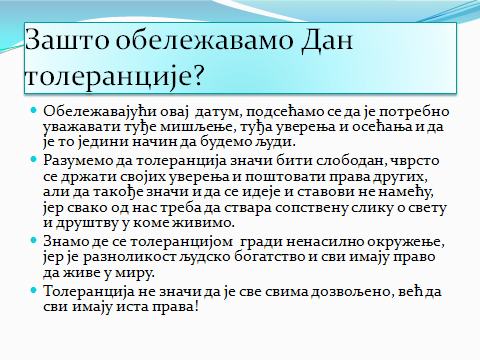 Зашто обележавамо Дан
толеранције?
Обележавајући овај датум, подсећамо се да је потребно
уважавати туђе мишљење, туђа уверења и осећања и да
је то једини начин да будемо људи.
Разумемо да толеранција значи бити слободан, чврсто
се држати својих уверења и поштовати права других,
али да такође значи и да се идеје и ставови не намећу,
јер свако од нас треба да ствара сопствену слику о свету
и друштву у коме живимо.
Знамо де се толеранцијом гради ненасилно окружење,
јер је разноликост људско богатство и сви имају право
да живе у миру.
Толеранција не значи да је све свима дозвољено, већ да
сви имају иста права!